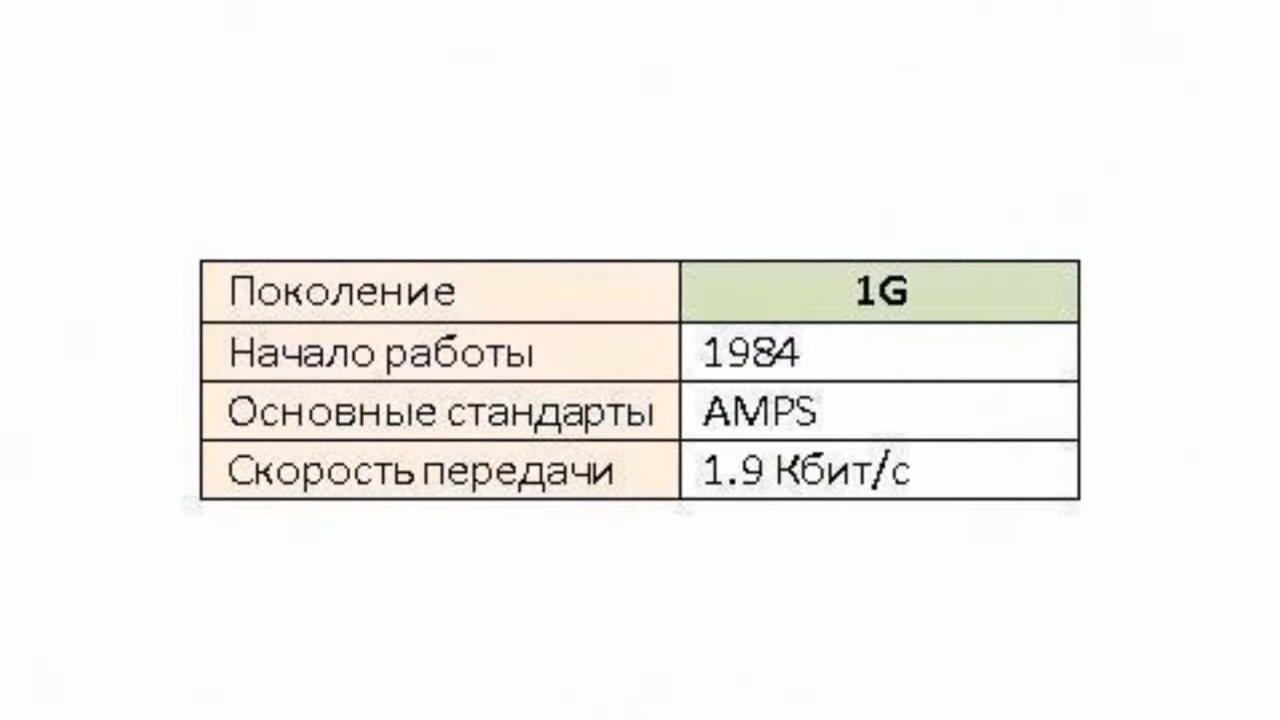 Поколение 1G
Начало работы 1984
Основные стандарты AMPS
Скорость передачи 1.9 Кбит/с